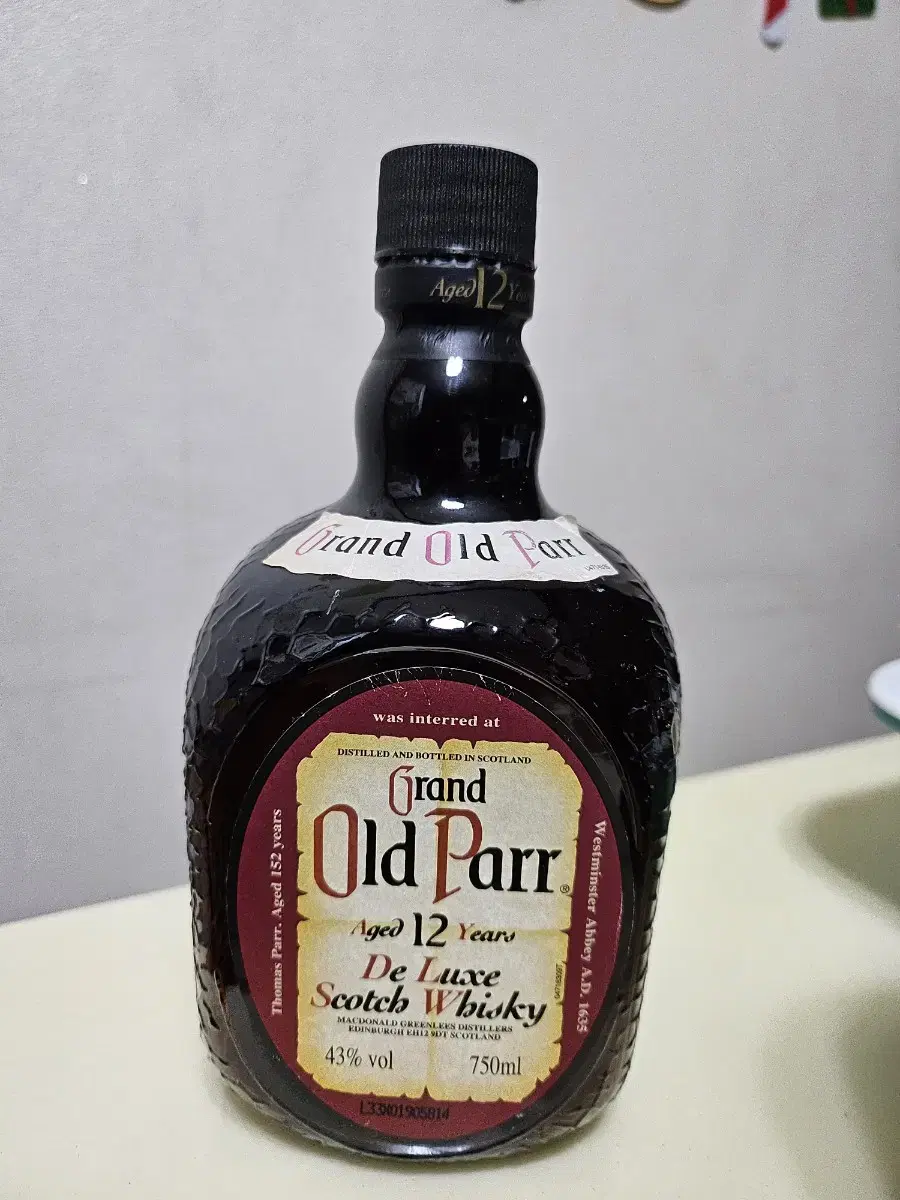 Aged 12
Grand Old Parr
was interred at
DISTILLED AND BOTTLED IN SCOTLAND
Grand
Old Parr®
Aged 12 Years
De Luxe
Scotch Whisky
MACDONALD GREENLEES DISTILLERS
EDINBURGH EH12 9DT SCOTLAND
43% vol 750ml
Thomas Parr. Aged 152 years
Westminster Abbey A.D. 1635